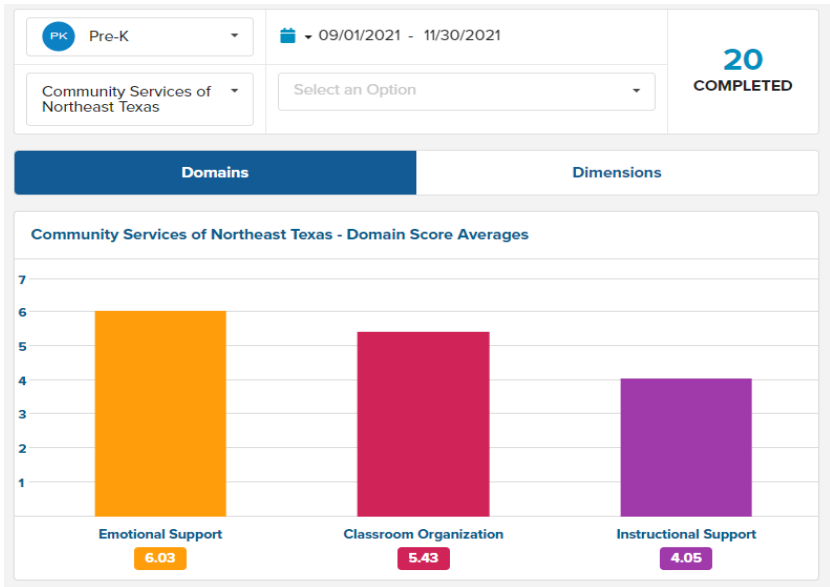 PK Pre-K
09/01/2021 - 11/30/2021
20
COMPLETED
Community Services of
Northeast Texas
Select an Option
Domains
Dimensions
Community Services of Northeast Texas - Domain Score Averages
7
6
5
4
3
2
1
Emotional Support
Classroom Organization
Instructional Support
6.03
5.43
4.05